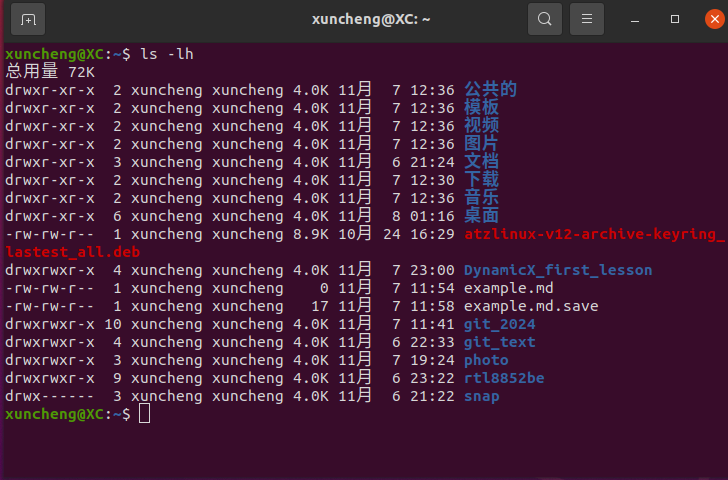 xuncheng@XC: ~
xuncheng@XC:~$ ls -lh
总用量 72K
drwxr-xr-x  2 xuncheng xuncheng 4.0K 11月  7 12:36 公共的
drwxr-xr-x  2 xuncheng xuncheng 4.0K 11月  7 12:36 模板
drwxr-xr-x  2 xuncheng xuncheng 4.0K 11月  7 12:36 视频
drwxr-xr-x  2 xuncheng xuncheng 4.0K 11月  7 12:36 图片
drwxr-xr-x  3 xuncheng xuncheng 4.0K 11月  6 21:24 文档
drwxr-xr-x  2 xuncheng xuncheng 4.0K 11月  7 12:30 下载
drwxr-xr-x  2 xuncheng xuncheng 4.0K 11月  7 12:36 音乐
drwxr-xr-x  6 xuncheng xuncheng 4.0K 11月  8 01:16 桌面
-rw-rw-r--  1 xuncheng xuncheng 8.9K 10月 24 16:29 atzlinux-v12-archive-keyring_
lastest_all.deb
drwxrwxr-x  4 xuncheng xuncheng 4.0K 11月  7 23:00 DynamicX_first_lesson
-rw-rw-r--  1 xuncheng xuncheng    0 11月  7 11:54 example.md
-rw-rw-r--  1 xuncheng xuncheng   17 11月  7 11:58 example.md.save
drwxrwxr-x 10 xuncheng xuncheng 4.0K 11月  7 11:41 git_2024
drwxrwxr-x  4 xuncheng xuncheng 4.0K 11月  6 22:33 git_text
drwxrwxr-x  3 xuncheng xuncheng 4.0K 11月  7 19:24 photo
drwxrwxr-x  9 xuncheng xuncheng 4.0K 11月  6 23:22 rtl8852be
drwx------  3 xuncheng xuncheng 4.0K 11月  6 21:22 snap
xuncheng@XC:~$